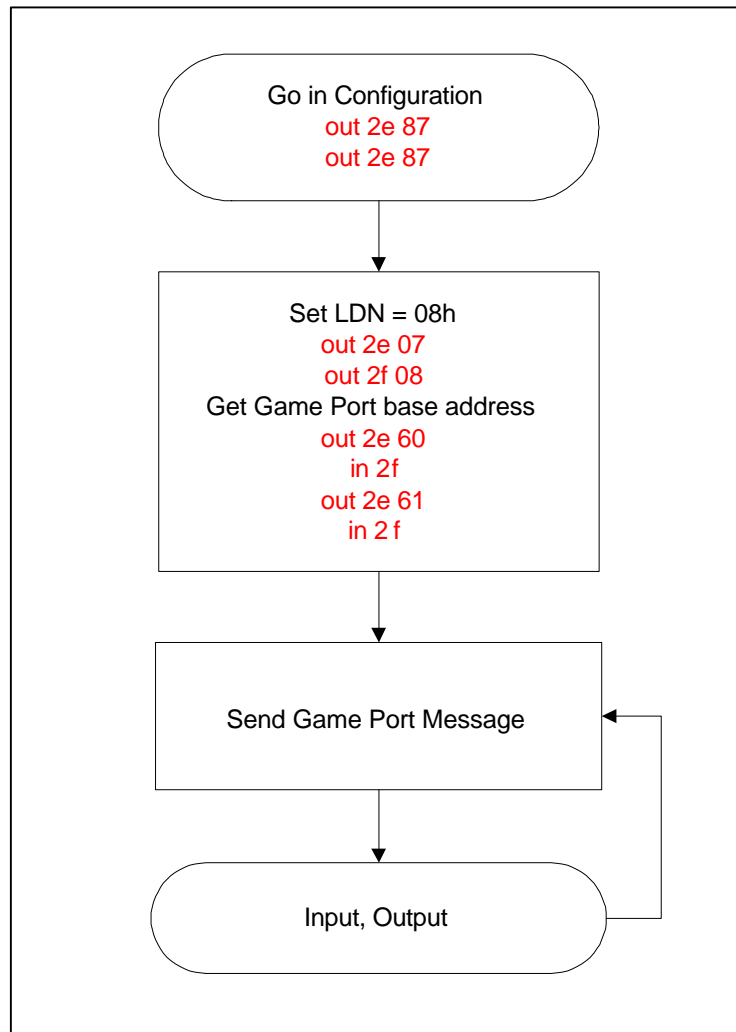 Go in Configuration
out 2e 87
out 2e 87
Set LDN = 08h
out 2e 07
out 2f 08
Get Game Port base address
out 2e 60
in 2f
out 2e 61
in 2f
Send Game Port Message
Input, Output